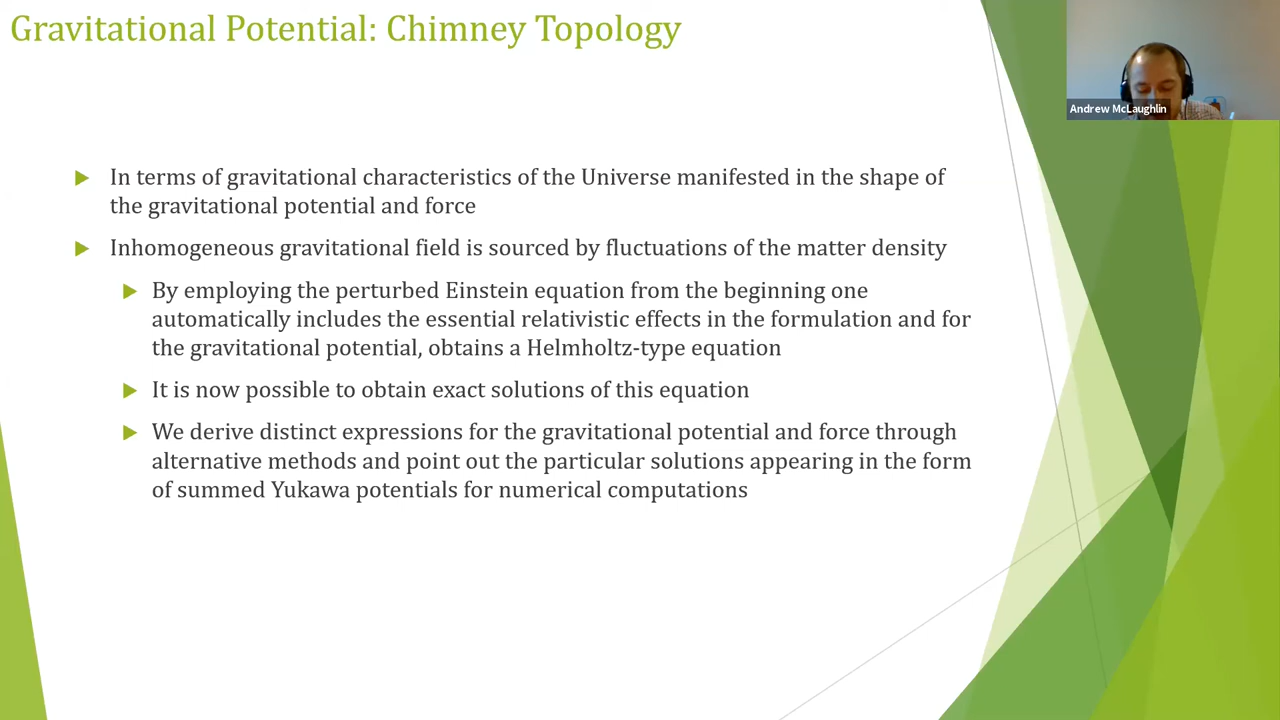 Gravitational Potential: Chimney Topology
Andrew McLaughlin
In terms of gravitational characteristics of the Universe manifested in the shape of
the gravitational potential and force
Inhomogeneous gravitational field is sourced by fluctuations of the matter density
By employing the perturbed Einstein equation from the beginning one
automatically includes the essential relativistic effects in the formulation and for
the gravitational potential, obtains a Helmholtz-type equation
It is now possible to obtain exact solutions of this equation
We derive distinct expressions for the gravitational potential and force through
alternative methods and point out the particular solutions appearing in the form
of summed Yukawa potentials for numerical computations